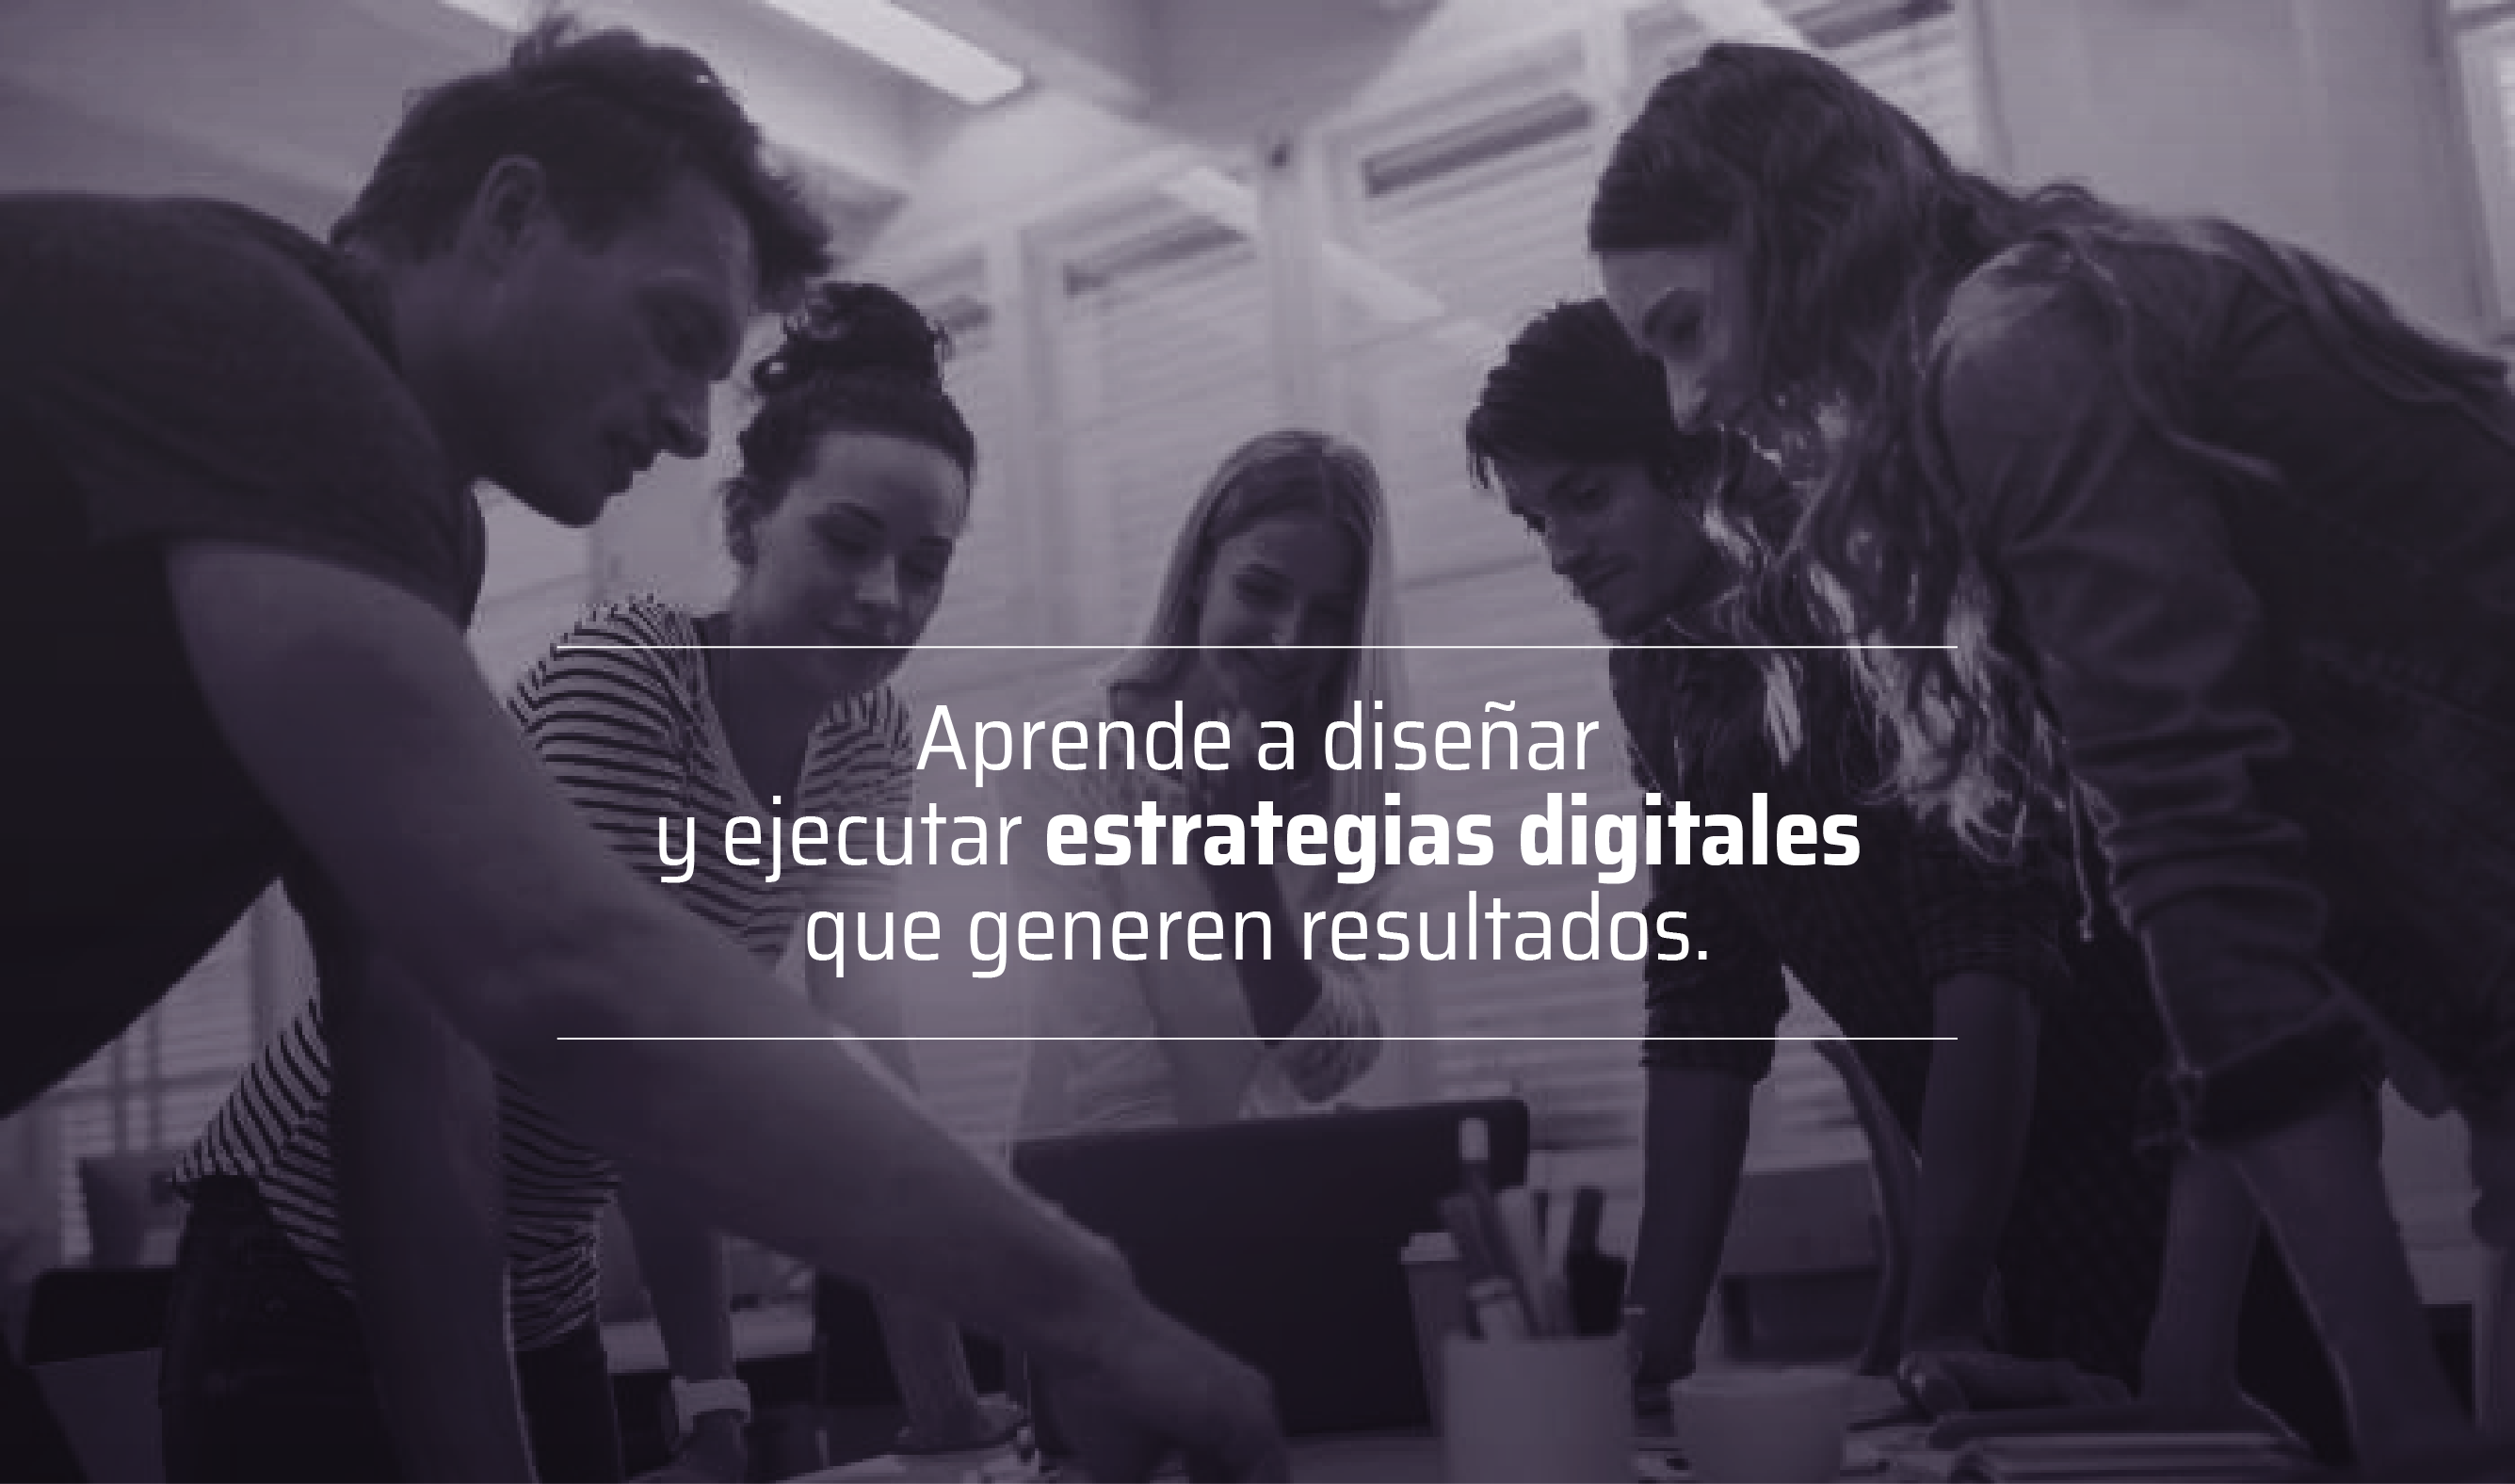 Aprende a diseñar
y ejecutar estrategias digitales
que generen resultados.